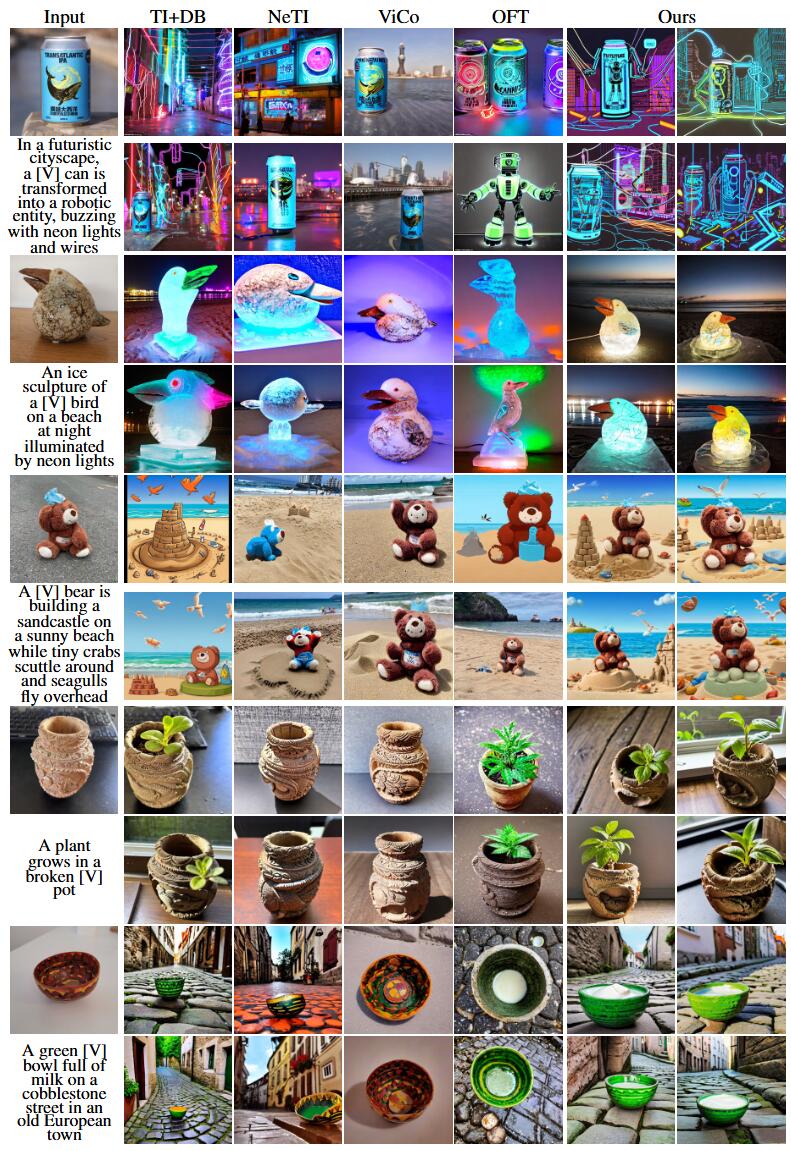 Input TI+DB NeTI ViCo OFT Ours
TRANSATLANTIC
IPA
In a futuristic
cityscape,
a [V] can is
transformed
into a robotic
entity, buzzing
with neon lights
and wires
An ice
sculpture of
a [V] bird
on a beach
at night
illuminated
by neon lights
A [V] bear is
building a
sandcastle on
a sunny beach
while tiny crabs
scuttle around
and seagulls
fly overhead
A plant
grows in a
broken [V]
pot
A green [V]
bowl full of
milk on a
cobblestone
street in an
old European
town